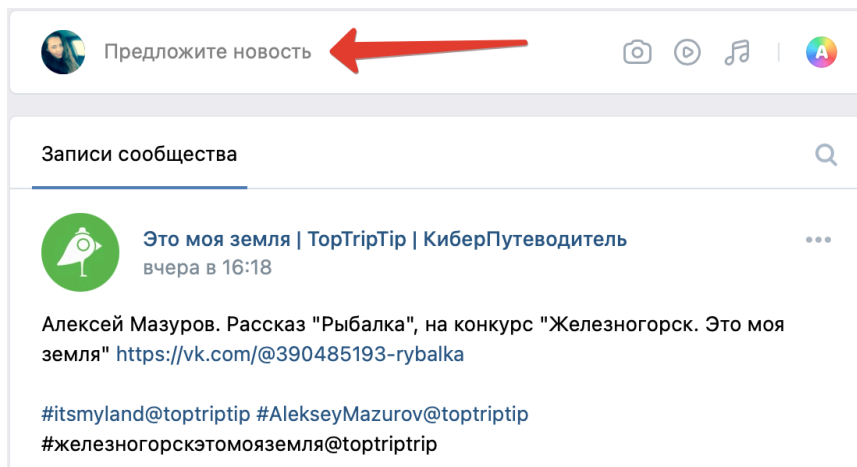 Предложите новость
A
Записи сообщества
Это моя земля | TopTripTip | КиберПутеводитель
вчера в 16:18
Алексей Мазуров. Рассказ "Рыбалка", на конкурс "Железногорск. Это моя
земля" https://vk.com/@390485193-rybalka
#itsmyland@toptriptip #AlekseyMazurov@toptriptip
#железногорскэтомояземля@toptriptrip